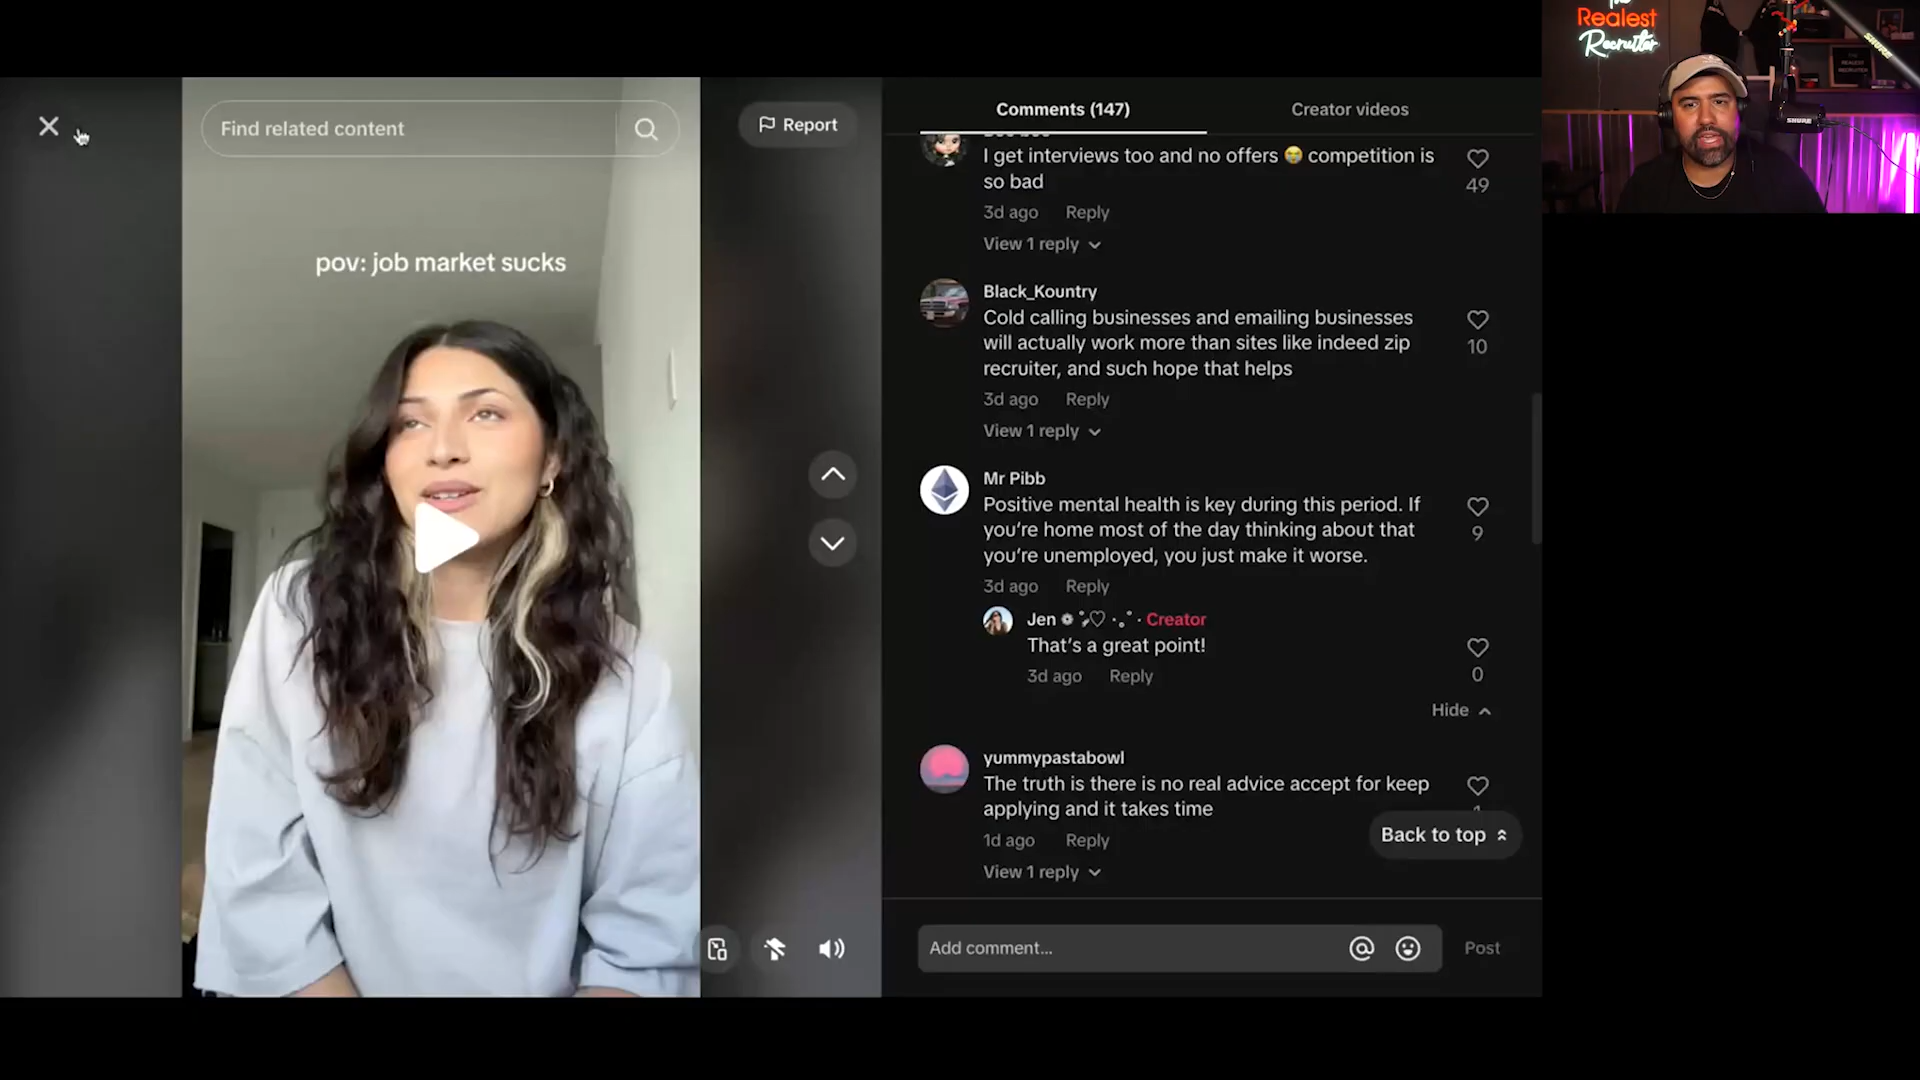 Find related content
Report
pov: job market sucks
Comments (147)
Creator videos
I get interviews too and no offers 😭 competition is
so bad
49
3d ago Reply
View 1 reply
Black_Kountry
Cold calling businesses and emailing businesses
will actually work more than sites like indeed zip
recruiter, and such hope that helps
10
3d ago Reply
View 1 reply
Mr Pibb
Positive mental health is key during this period. If
you're home most of the day thinking about that
you're unemployed, you just make it worse.
9
3d ago Reply
Jen · Creator
That's a great point!
0
3d ago Reply
Hide
yummypastabowl
The truth is there is no real advice accept for keep
applying and it takes time
1d ago Reply
View 1 reply
Back to top
Add comment...
Post
The
Realest
Recruiter
SHURE
SHURE
THE
REALEST
RECRUITER